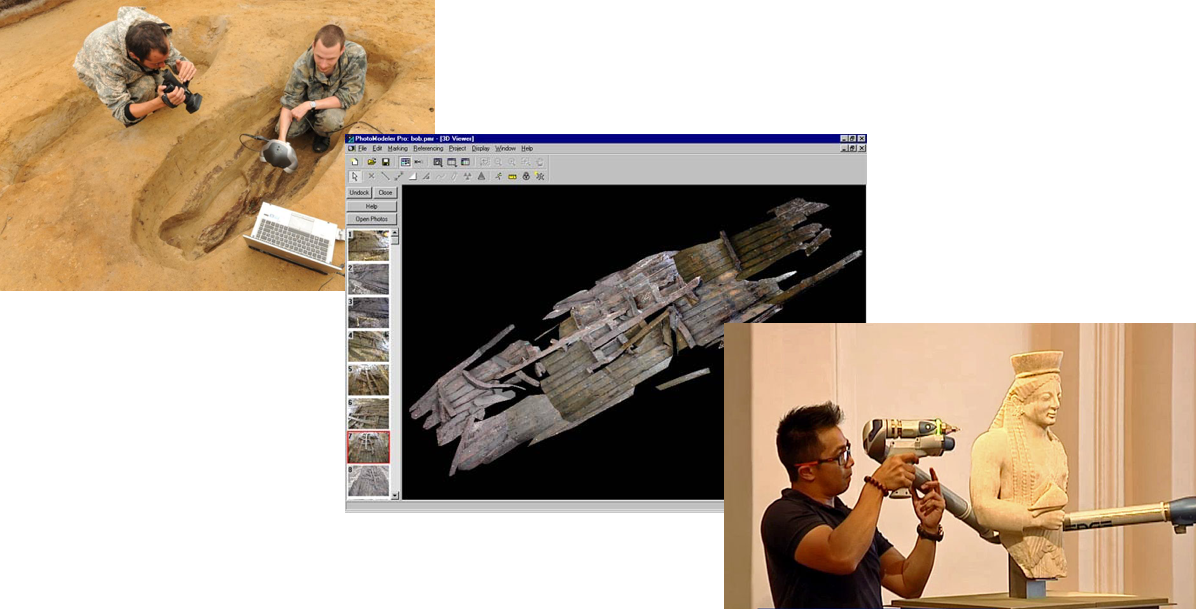 PhotoModeler Pro: bob.pmr - [3D Viewer]
File Edit Marking Referencing Project Display Window Help
Undock Close
Help
Open Photos
1
2
3
4
5
6
7
8
EDGE